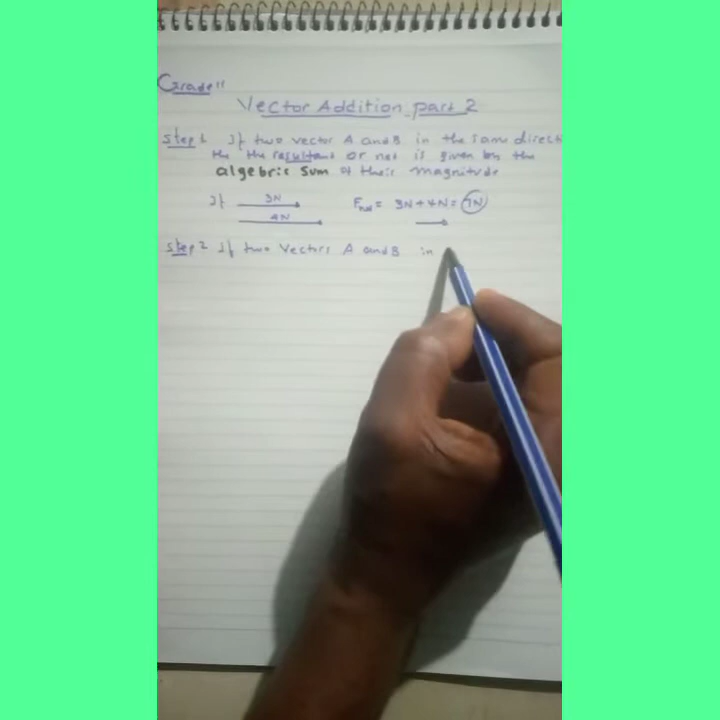 Grade 11
Vector Addition part 2
Step 1 If two vector A and B in the same direct
the the resultant or net is given by the
algebric sum of their magnitude
If 3N Fnet = 3N + 4N = 7N
4N
Step 2 If two Vectors A and B in